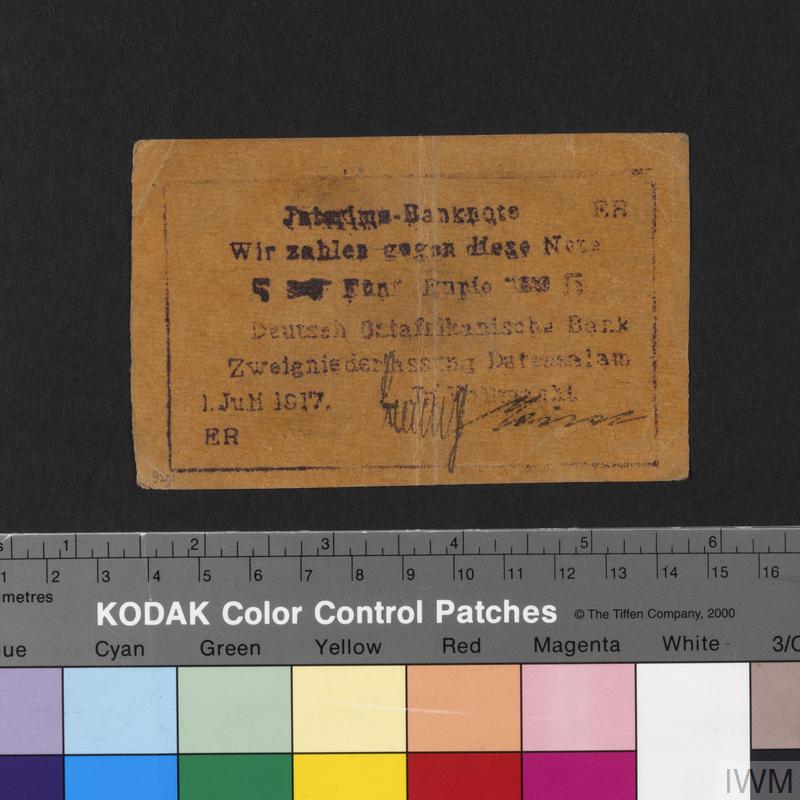 Interims-Banknote ER
Wir zahlen gegen diese Note
5 Fünf Rupie 5
Deutsch Ostafrikanische Bank
Zweigniederlassung Daressalam
In Vollmacht
1. Juli 1917.
ER
1 2 3 4 5 6
1 2 3 4 5 6 7 8 9 10 11 12 13 14 15 16
metres
KODAK Color Control Patches © The Tiffen Company, 2000
Cyan Green Yellow Red Magenta White
IWM